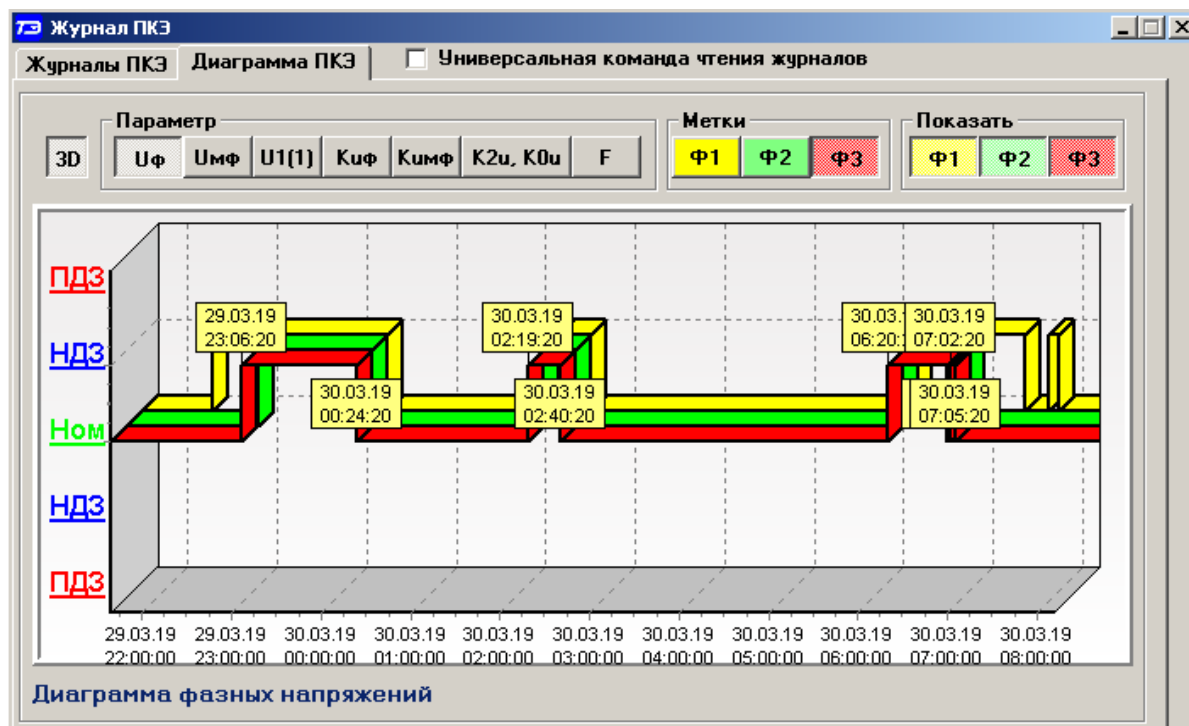 ТЭ Журнал ПКЭ
Журналы ПКЭ Диаграмма ПКЭ Универсальная команда чтения журналов
Параметр Метки Показать
3D Uф Uмф U1(1) Kuф Kuмф K2u, K0u F Ф1 Ф2 Ф3 Ф1 Ф2 Ф3
ПДЗ
29.03.19 30.03.19 30.03. 30.03.19
23:06:20 02:19:20 06:20: 07:02:20
НДЗ
30.03.19 30.03.19 30.03.19
00:24:20 02:40:20 07:05:20
Ном
НДЗ
ПДЗ
29.03.19 29.03.19 30.03.19 30.03.19 30.03.19 30.03.19 30.03.19 30.03.19 30.03.19 30.03.19 30.03.19
22:00:00 23:00:00 00:00:00 01:00:00 02:00:00 03:00:00 04:00:00 05:00:00 06:00:00 07:00:00 08:00:00
Диаграмма фазных напряжений